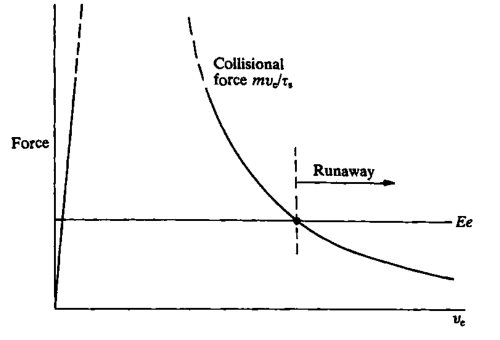 Collisional
force mvₑ/τₛ
Force
Runaway
Ee
vₑ